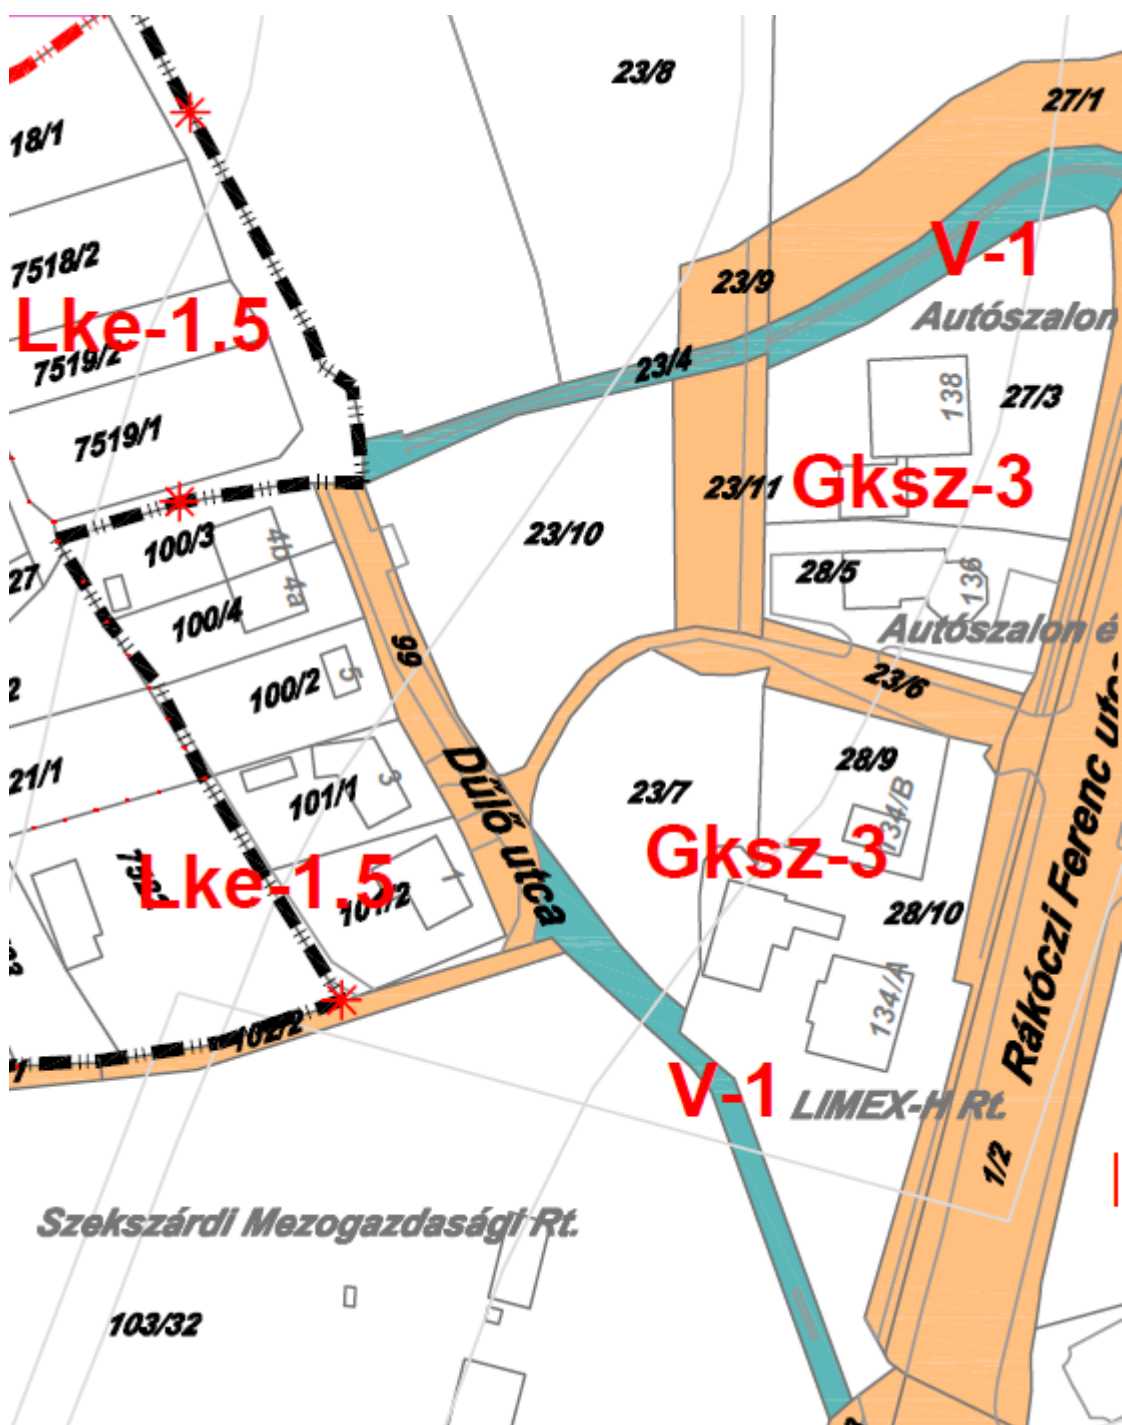 23/8
27/1
18/1
7518/2
V-1
23/9
Autószalon
Lke-1.5
7519/2
23/4
138
27/3
7519/1
Gksz-3
23/11
100/3
4b
23/10
27
28/5
136
4a
100/4
Autószalon é
99
5
100/2
23/6
2
Rákóczi Ferenc utca
21/1
3
101/1
Dűlő utca
23/7
28/9
134/B
Gksz-3
Lke-1.5
1
101/2
28/10
134/A
102/2
V-1
LIMEX-H Rt.
1/2
Szekszárdi Mezogazdasági Rt.
103/32